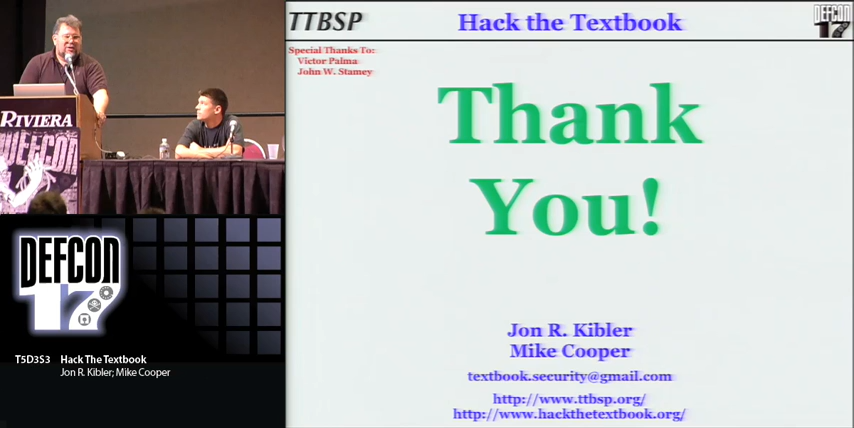 RIVIERA
DEFCON
DEFCON
17
T5D3S3 Hack The Textbook
Jon R. Kibler; Mike Cooper
TTBSP
Hack the Textbook
DEFCON
17
Special Thanks To:
Victor Palma
John W. Stamey
Thank
You!
Jon R. Kibler
Mike Cooper
textbook.security@gmail.com
http://www.ttbsp.org/
http://www.hackthetextbook.org/